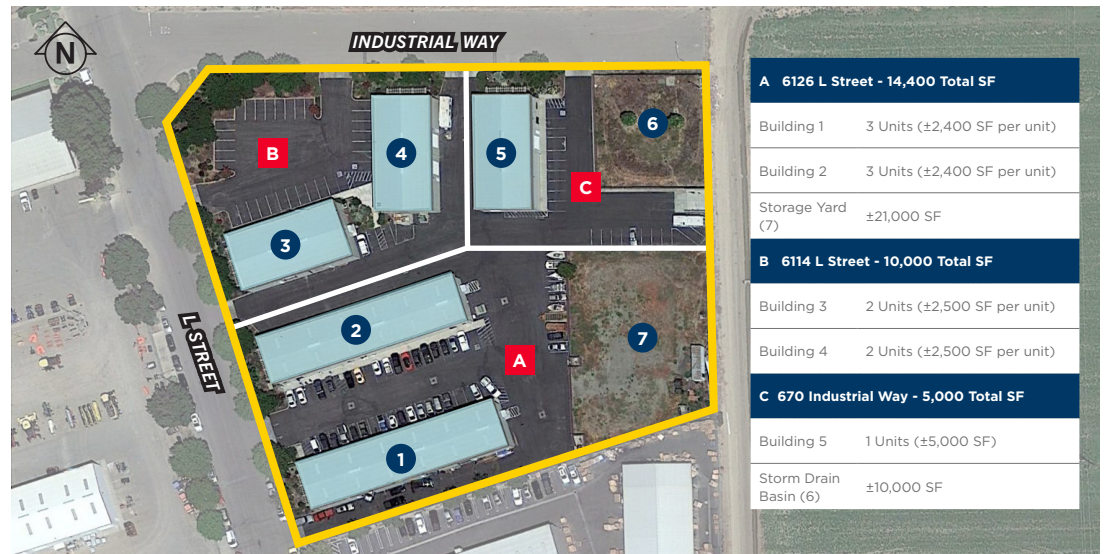 N
INDUSTRIAL WAY
L STREET
B
4
5
6
C
3
2
A
7
1
A 6126 L Street - 14,400 Total SF
Building 1 3 Units (±2,400 SF per unit)
Building 2 3 Units (±2,400 SF per unit)
Storage Yard
(7) ±21,000 SF
B 6114 L Street - 10,000 Total SF
Building 3 2 Units (±2,500 SF per unit)
Building 4 2 Units (±2,500 SF per unit)
C 670 Industrial Way - 5,000 Total SF
Building 5 1 Units (±5,000 SF)
Storm Drain
Basin (6) ±10,000 SF